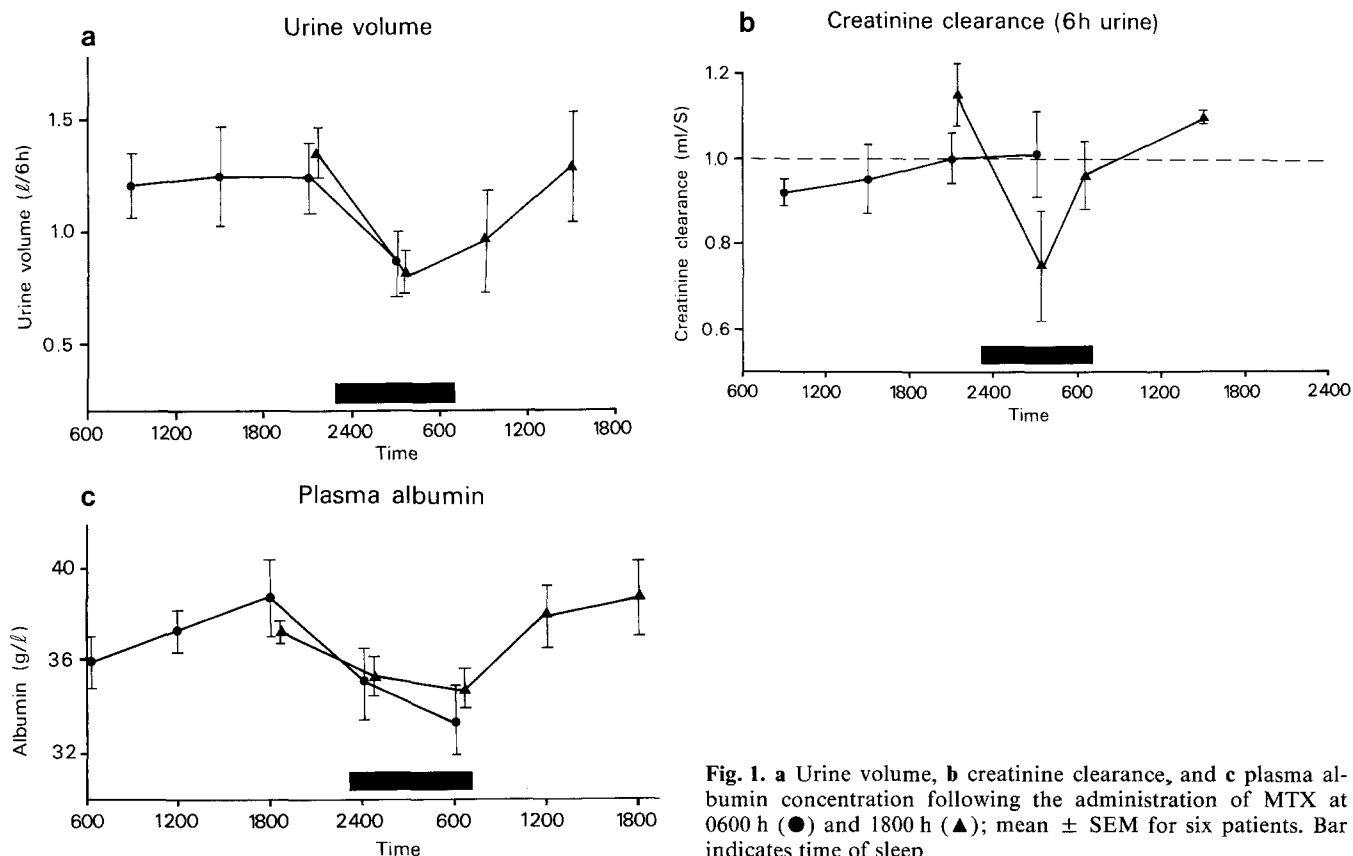 a
Urine volume
Urine volume (ℓ/6h)
1.5
1.0
0.5
600 1200 1800 2400 600 1200 1800
Time
b
Creatinine clearance (6h urine)
Creatinine clearance (ml/S)
1.2
1.0
0.8
0.6
600 1200 1800 2400 600 1200 1800 2400
Time
c
Plasma albumin
Albumin (g/ℓ)
40
36
32
600 1200 1800 2400 600 1200 1800
Time
Fig. 1. a Urine volume, b creatinine clearance, and c plasma al-
bumin concentration following the administration of MTX at
0600 h (●) and 1800 h (▲); mean ± SEM for six patients. Bar
indicates time of sleep